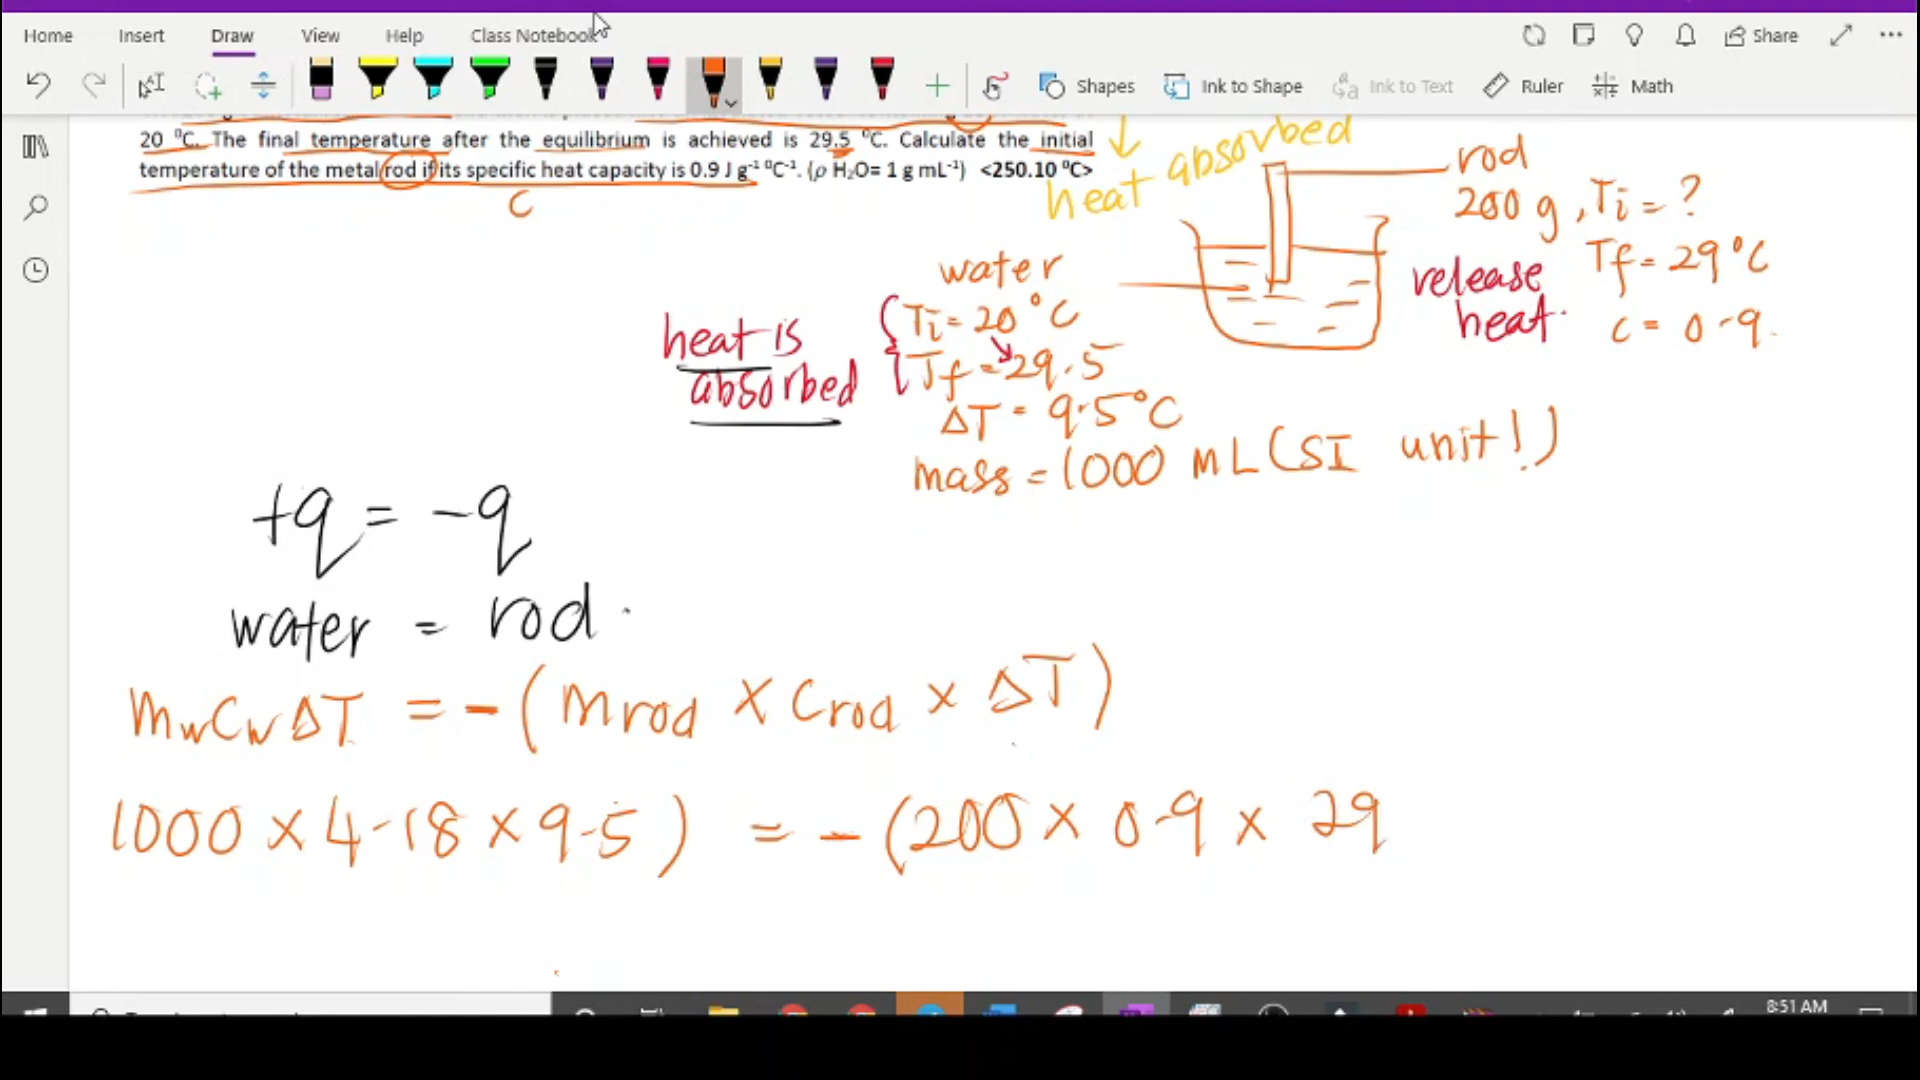 Home Insert Draw View Help Class Notebook Share
Shapes Ink to Shape Ink to Text Ruler Math
20 ⁰C. The final temperature after the equilibrium is achieved is 29.5 ⁰C. Calculate the initial
temperature of the metal rod if its specific heat capacity is 0.9 J g⁻¹ ⁰C⁻¹. (ρ H₂O= 1 g mL⁻¹) <250.10 ⁰C>
C
heat absorbed
rod
200 g, Ti = ?
Tf = 29°C
c = 0.9
release
heat.
water
Ti = 20°C
Tf = 29.5
ΔT = 9.5°C
mass = 1000 mL (SI unit!)
heat is
absorbed
+q = -q
water = rod.
mwCwΔT = -(mrod × Crod × ΔT)
1000 × 4.18 × 9.5) = -(200 × 0.9 × 29
8:51 AM